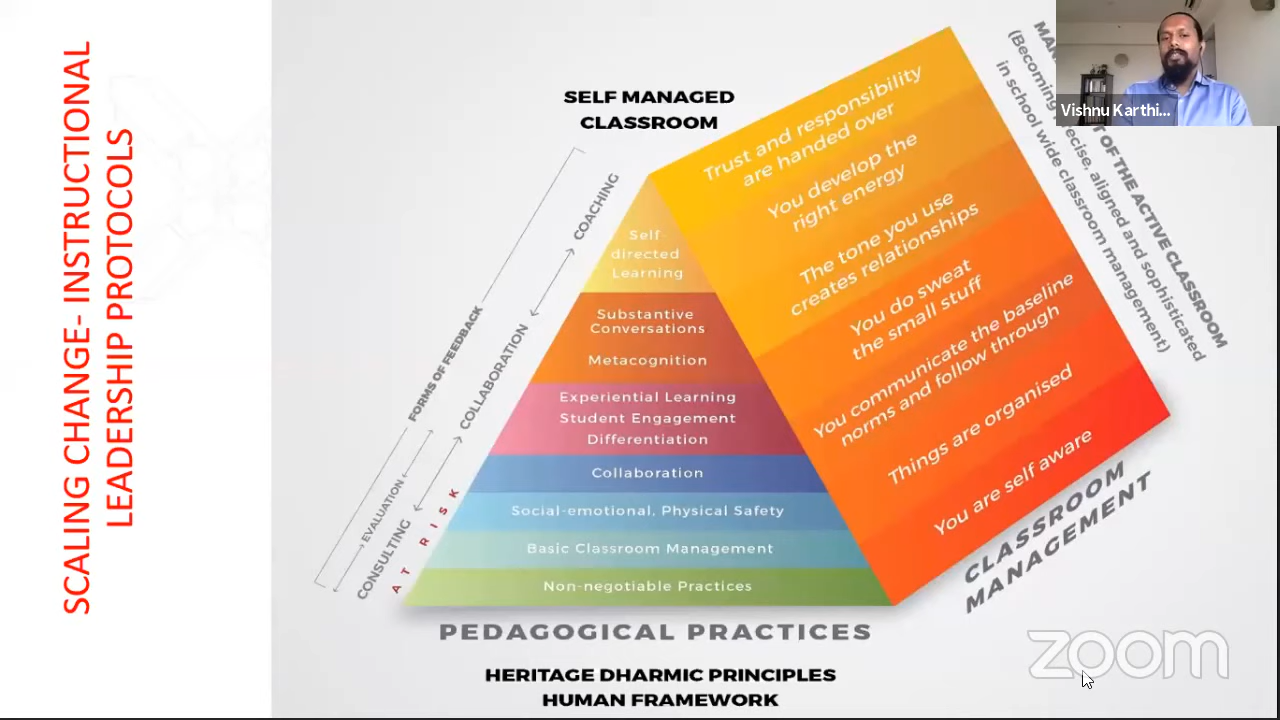 SCALING CHANGE- INSTRUCTIONAL
LEADERSHIP PROTOCOLS
SELF MANAGED
CLASSROOM
FORMS OF FEEDBACK
COACHING
COLLABORATION
EVALUATION
CONSULTING
AT RISK
Self-
directed
Learning
Substantive
Conversations
Metacognition
Experiential Learning
Student Engagement
Differentiation
Collaboration
Social-emotional, Physical Safety
Basic Classroom Management
Non-negotiable Practices
PEDAGOGICAL PRACTICES
HERITAGE DHARMIC PRINCIPLES
HUMAN FRAMEWORK
Trust and responsibility
are handed over
You develop the
right energy
The tone you use
creates relationships
You do sweat
the small stuff
You communicate the baseline
norms and follow through
Things are organised
You are self aware
CLASSROOM
MANAGEMENT
OF THE ACTIVE CLASSROOM
(Becoming aligned and sophisticated
in school wide classroom management)
Vishnu Karthi...
zoom